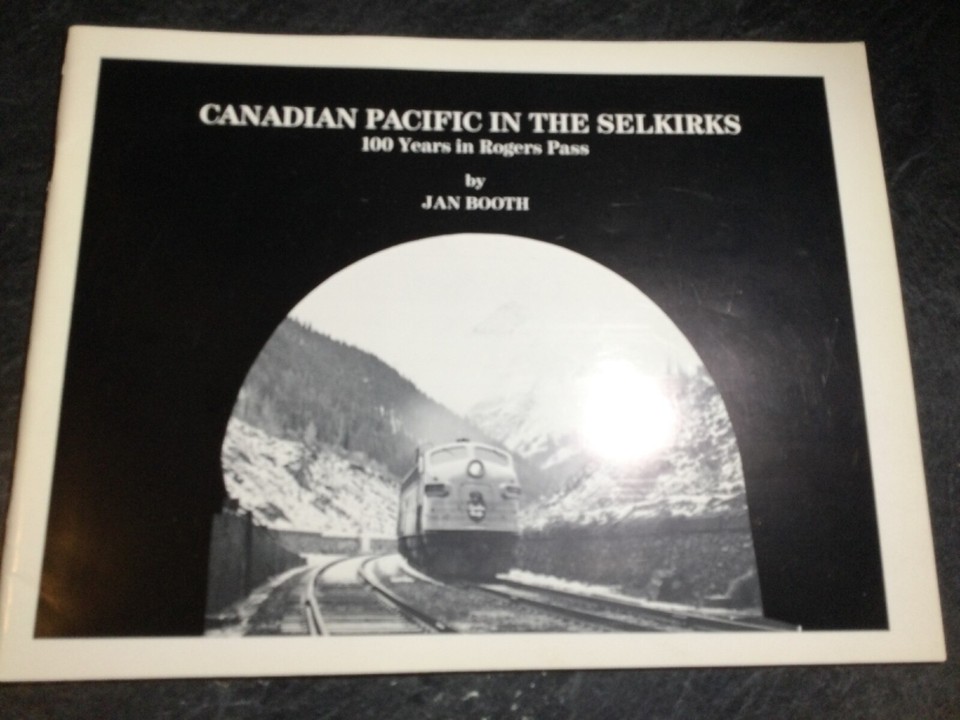 CANADIAN PACIFIC IN THE SELKIRKS
100 Years in Rogers Pass
by
JAN BOOTH